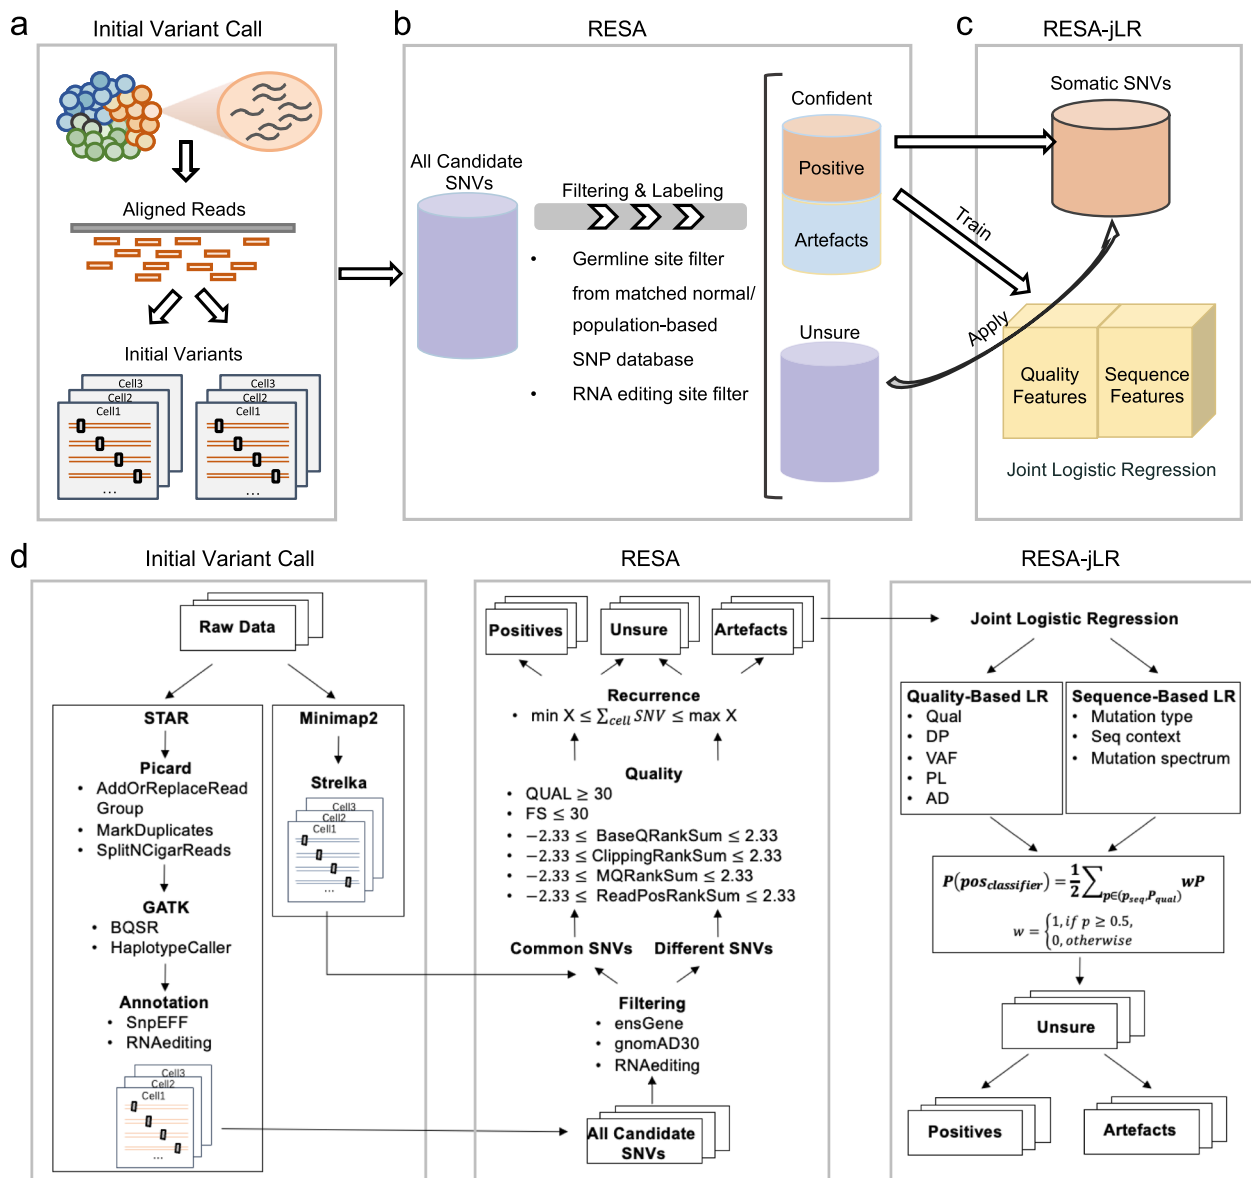 a
Initial Variant Call
Aligned Reads
Initial Variants
Cell3
Cell2
Cell1
...
Cell3
Cell2
Cell1
...
b
RESA
All Candidate
SNVs
Filtering & Labeling
• Germline site filter
from matched normal/
population-based
SNP database
• RNA editing site filter
Confident
Positive
Artefacts
Unsure
c
RESA-jLR
Somatic SNVs
Train
Apply
Quality
Features
Sequence
Features
Joint Logistic Regression
d
Initial Variant Call
Raw Data
STAR
Picard
• AddOrReplaceRead
Group
• MarkDuplicates
• SplitNCigarReads
GATK
• BQSR
• HaplotypeCaller
Annotation
• SnpEFF
• RNAediting
Cell3
Cell2
Cell1
...
Minimap2
Strelka
Cell3
Cell2
Cell1
...
RESA
Positives
Unsure
Artefacts
Recurrence
• min X ≤ ∑cell SNV ≤ max X
Quality
• QUAL ≥ 30
• FS ≤ 30
• −2.33 ≤ BaseQRankSum ≤ 2.33
• −2.33 ≤ ClippingRankSum ≤ 2.33
• −2.33 ≤ MQRankSum ≤ 2.33
• −2.33 ≤ ReadPosRankSum ≤ 2.33
Common SNVs
Different SNVs
Filtering
• ensGene
• gnomAD30
• RNAediting
All Candidate
SNVs
RESA-jLR
Joint Logistic Regression
Quality-Based LR
• Qual
• DP
• VAF
• PL
• AD
Sequence-Based LR
• Mutation type
• Seq context
• Mutation spectrum
P(pos_classifier) = 1/2 ∑p∈(p_seq,P_qual) wP
w = {1, if p ≥ 0.5,
0, otherwise
Unsure
Positives
Artefacts